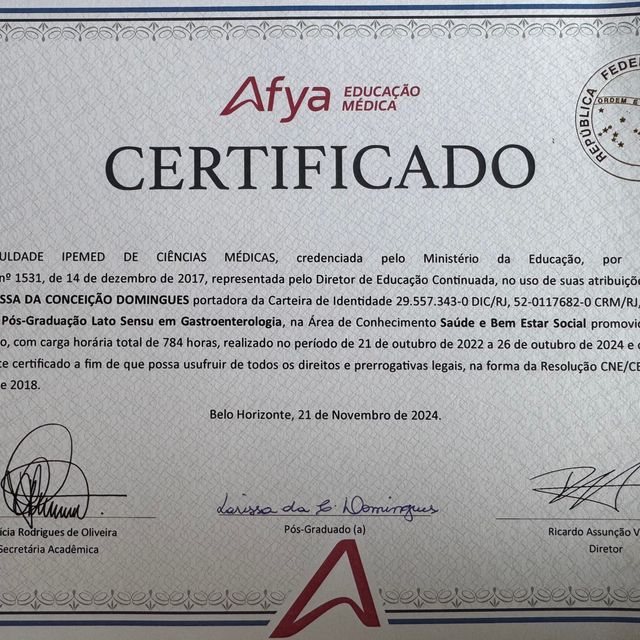 Afya EDUCAÇÃO MÉDICA
REPÚBLICA FEDE
ORDEM E
CERTIFICADO
ULDADE IPEMED DE CIÊNCIAS MÉDICAS, credenciada pelo Ministério da Educação, por
nº 1531, de 14 de dezembro de 2017, representada pelo Diretor de Educação Continuada, no uso de suas atribuiçõe
SSA DA CONCEIÇÃO DOMINGUES portadora da Carteira de Identidade 29.557.343-0 DIC/RJ, 52-0117682-0 CRM/RJ,
Pós-Graduação Lato Sensu em Gastroenterologia, na Área de Conhecimento Saúde e Bem Estar Social promovi
o, com carga horária total de 784 horas, realizado no período de 21 de outubro de 2022 a 26 de outubro de 2024 e
te certificado a fim de que possa usufruir de todos os direitos e prerrogativas legais, na forma da Resolução CNE/CE
e 2018.
Belo Horizonte, 21 de Novembro de 2024.
Larissa da C. Domingues
ícia Rodrigues de Oliveira
Secretária Acadêmica
Pós-Graduado (a)
Ricardo Assunção V
Diretor